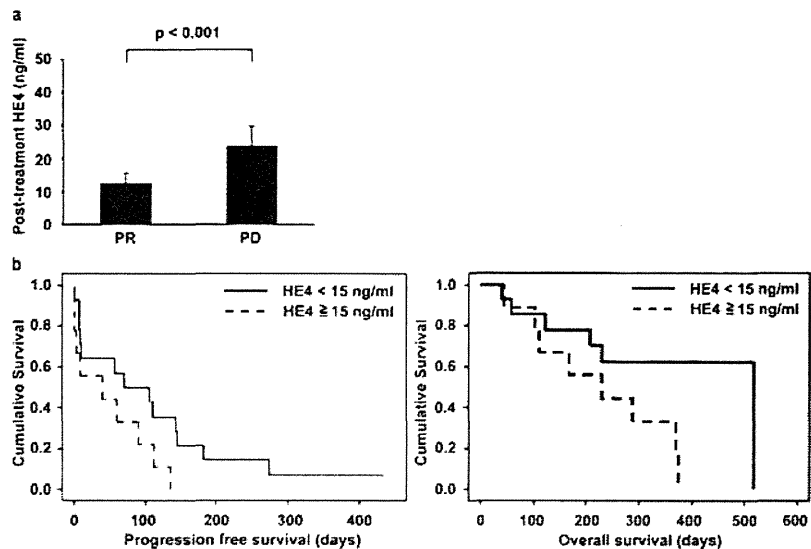 a
p < 0.001
Post-treatment HE4 (ng/ml)
50
40
30
20
10
0
PR
PD
b
Cumulative Survival
1.0
0.8
0.6
0.4
0.2
0.0
HE4 < 15 ng/ml
HE4 ≧ 15 ng/ml
0
100
200
300
400
Progression free survival (days)
Cumulative Survival
1.0
0.8
0.6
0.4
0.2
0.0
HE4 < 15 ng/ml
HE4 ≧ 15 ng/ml
0
100
200
300
400
500
600
Overall survival (days)